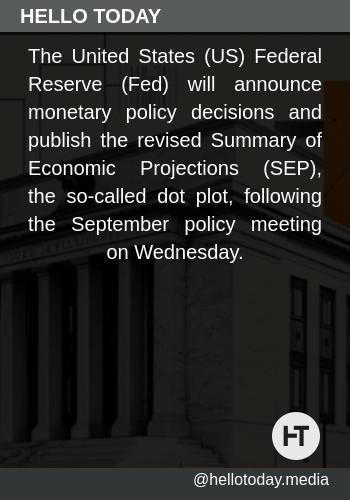 HELLO TODAY
The United States (US) Federal
Reserve (Fed) will announce
monetary policy decisions and
publish the revised Summary of
Economic Projections (SEP),
the so-called dot plot, following
the September policy meeting
on Wednesday.
HT
@hellotoday.media